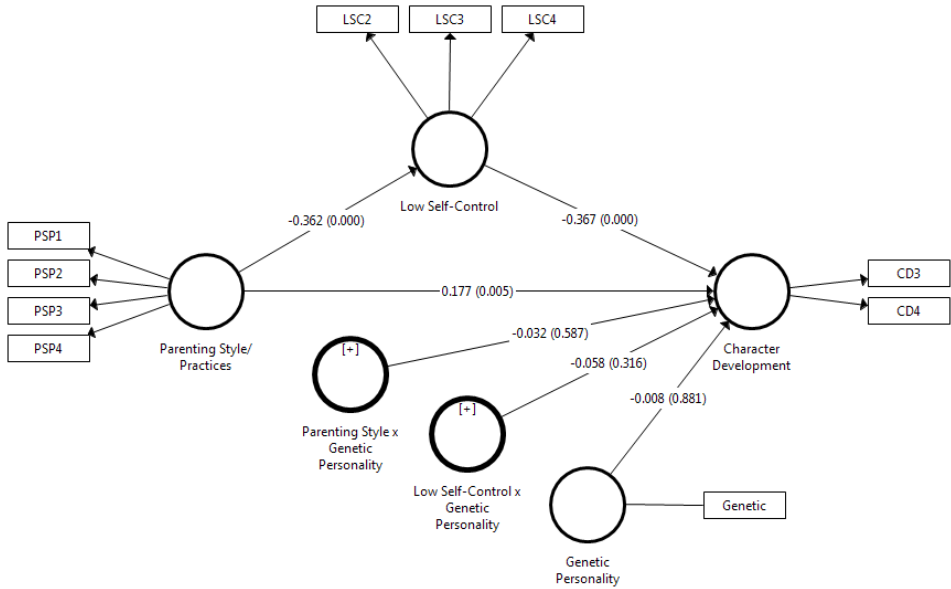 LSC2
LSC3
LSC4
Low Self-Control
-0.362 (0.000)
-0.367 (0.000)
PSP1
PSP2
PSP3
PSP4
Parenting Style/
Practices
0.177 (0.005)
CD3
CD4
Character
Development
-0.032 (0.587)
[+]
Parenting Style x
Genetic
Personality
-0.058 (0.316)
[+]
Low Self-Control x
Genetic
Personality
-0.008 (0.881)
Genetic
Genetic
Personality